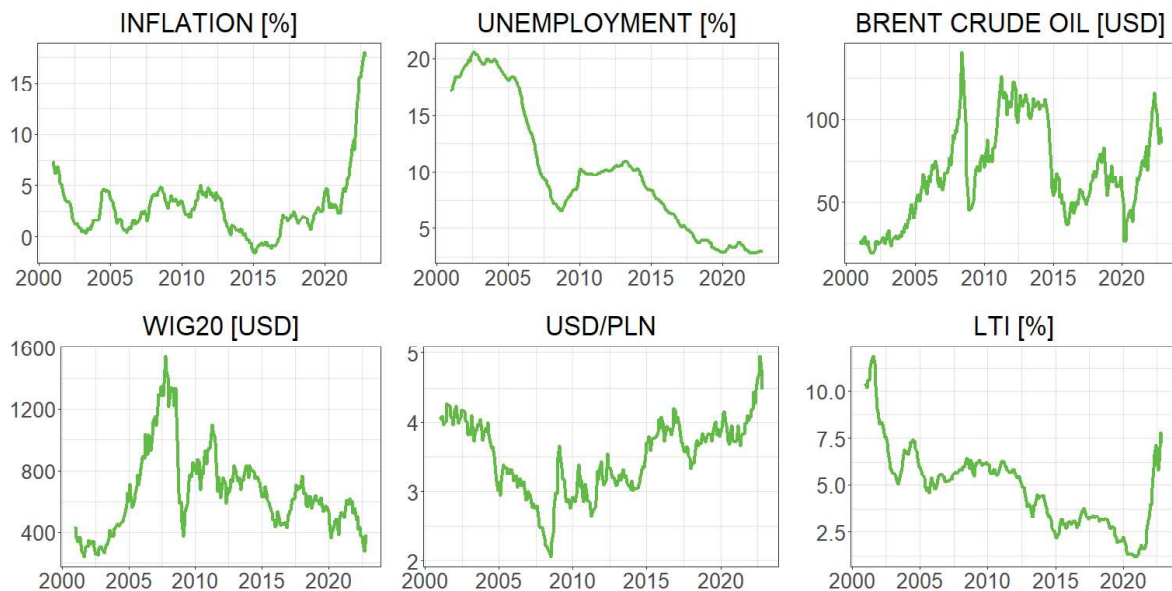 INFLATION [%]
15
10
5
0
2000 2005 2010 2015 2020
UNEMPLOYMENT [%]
20
15
10
5
2000 2005 2010 2015 2020
BRENT CRUDE OIL [USD]
100
50
2000 2005 2010 2015 2020
WIG20 [USD]
1600
1200
800
400
2000 2005 2010 2015 2020
USD/PLN
5
4
3
2
2000 2005 2010 2015 2020
LTI [%]
10.0
7.5
5.0
2.5
2000 2005 2010 2015 2020